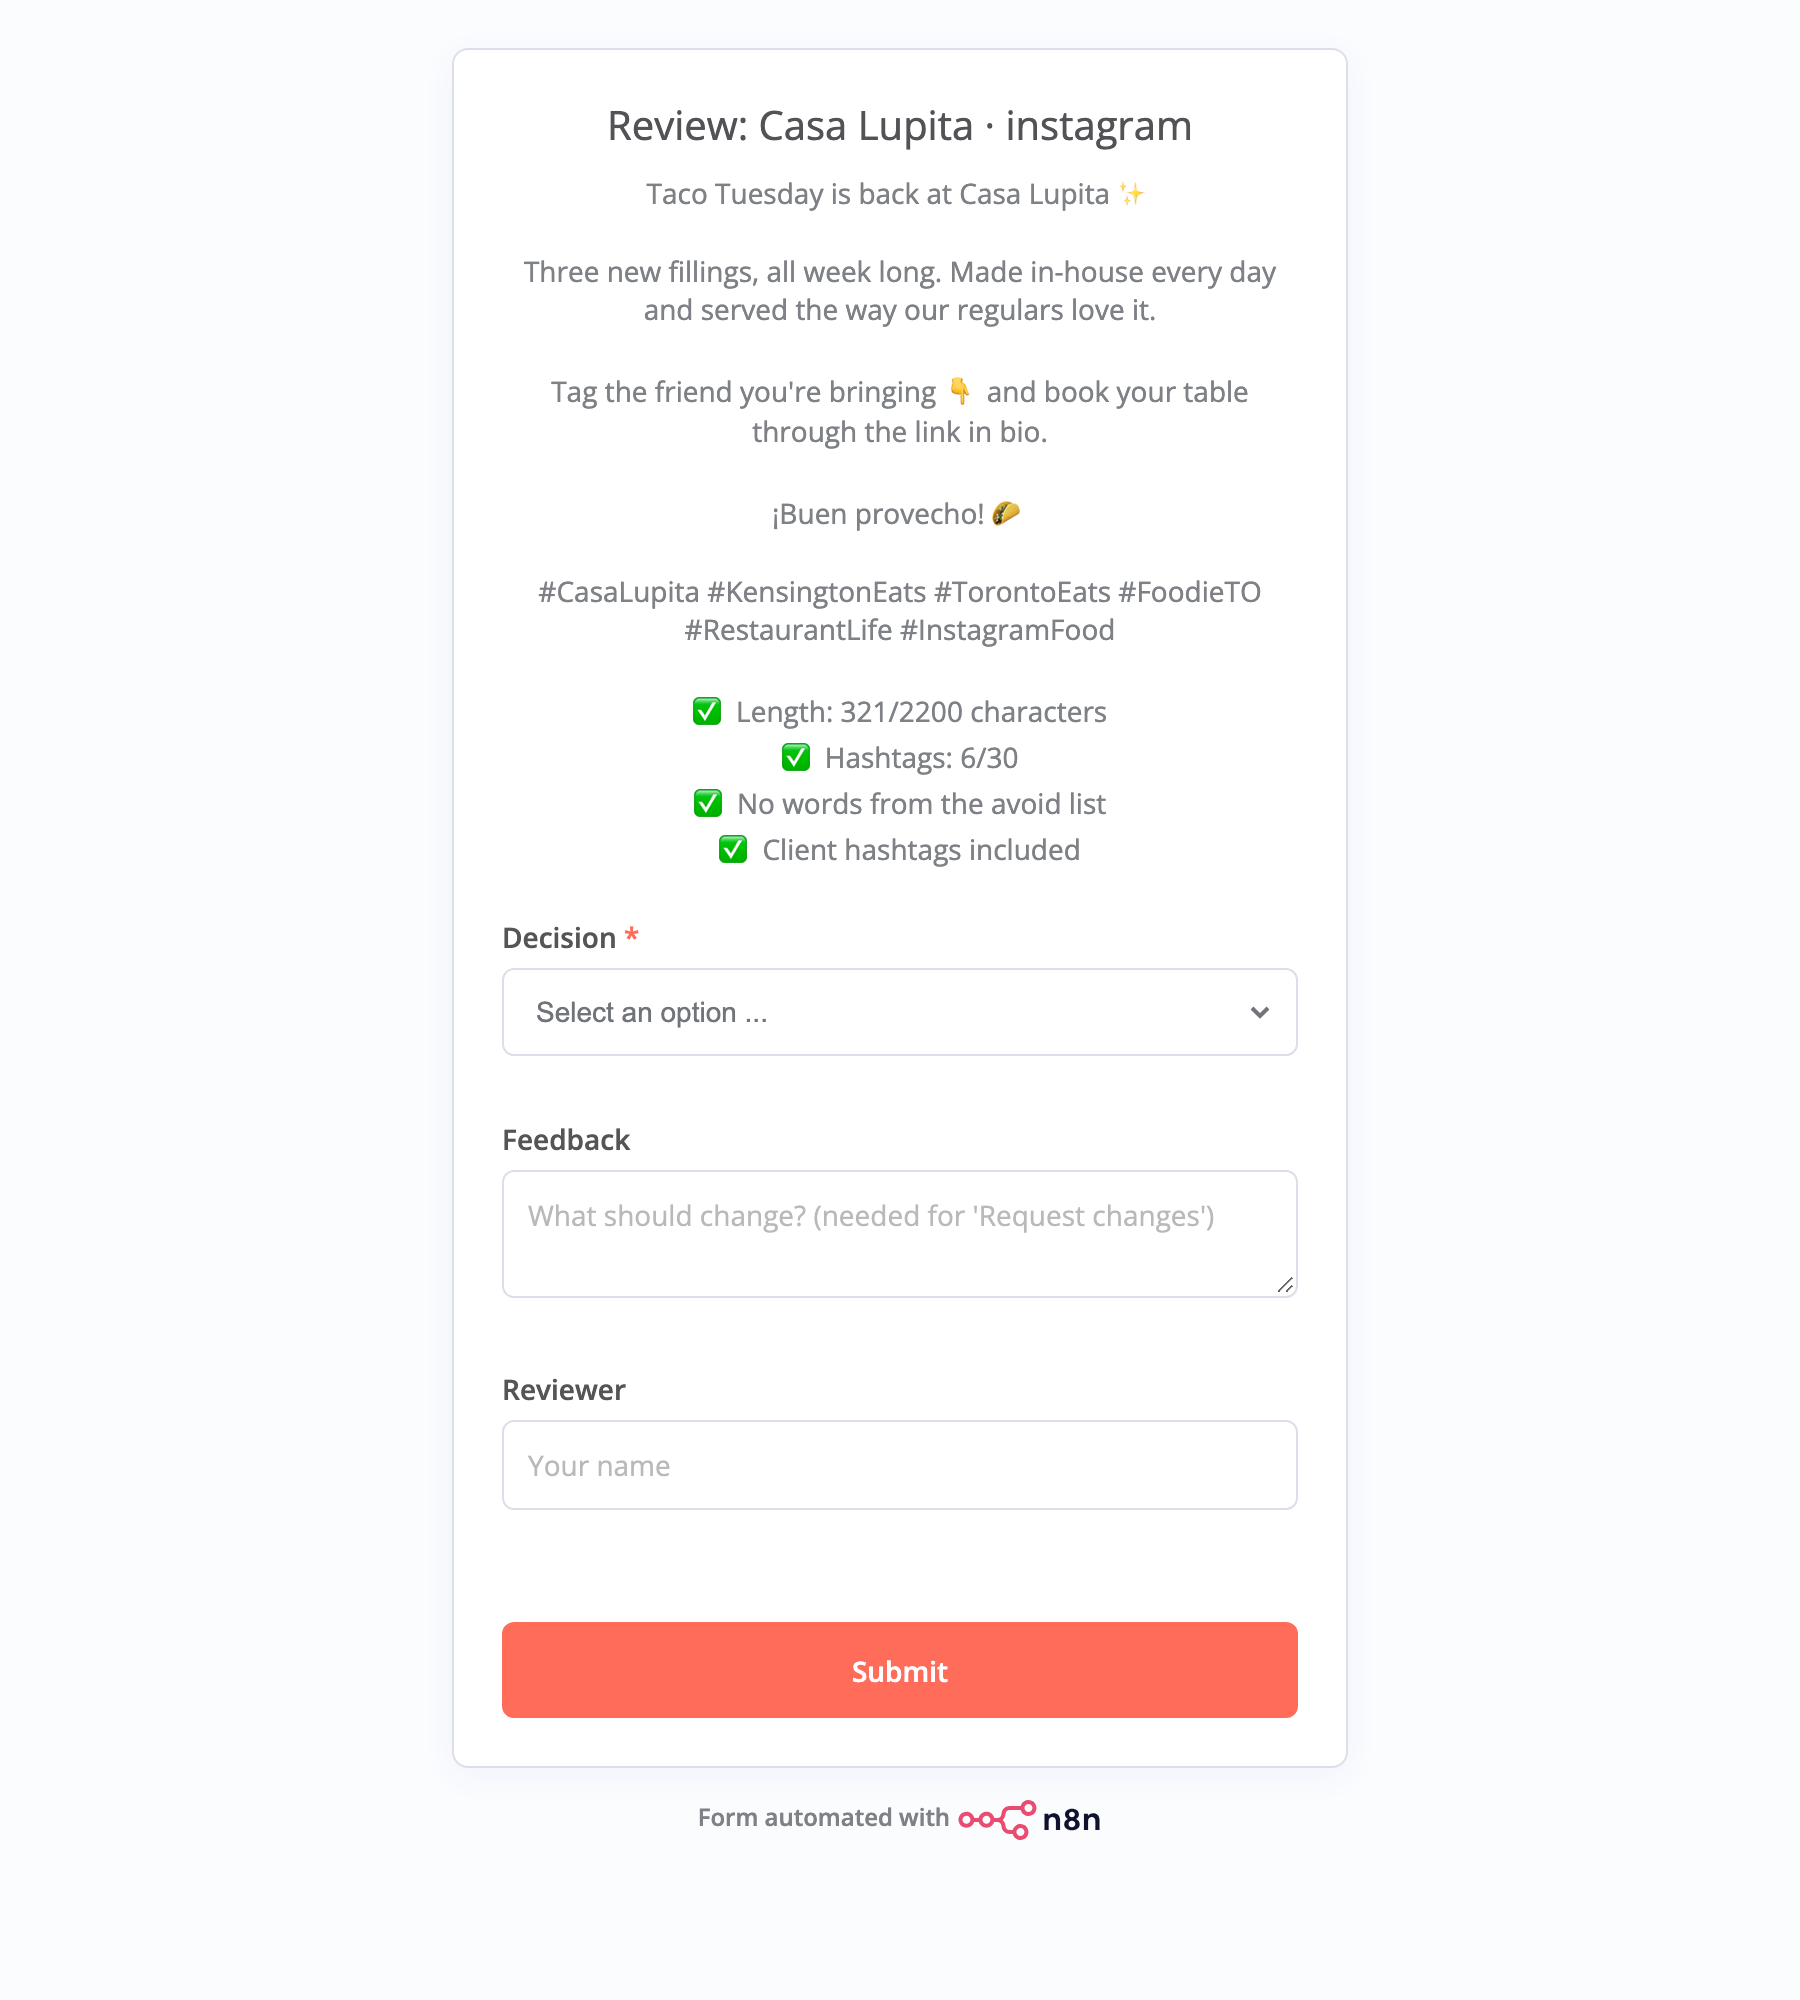 Review: Casa Lupita · instagram
Taco Tuesday is back at Casa Lupita ✨
Three new fillings, all week long. Made in-house every day
and served the way our regulars love it.
Tag the friend you're bringing 👇 and book your table
through the link in bio.
¡Buen provecho! 🌮
#CasaLupita #KensingtonEats #TorontoEats #FoodieTO
#RestaurantLife #InstagramFood
✅ Length: 321/2200 characters
✅ Hashtags: 6/30
✅ No words from the avoid list
✅ Client hashtags included
Decision *
Select an option ...
Feedback
What should change? (needed for 'Request changes')
Reviewer
Your name
Submit
Form automated with n8n